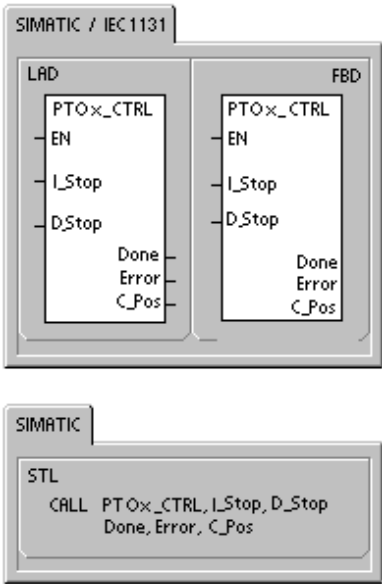 SIMATIC / IEC1131
LAD
PTOx_CTRL
EN
I_Stop
D_Stop
Done
Error
C_Pos
FBD
PTOx_CTRL
EN
I_Stop
D_Stop
Done
Error
C_Pos
SIMATIC
STL
CALL PTOx_CTRL, I_Stop, D_Stop
Done, Error, C_Pos